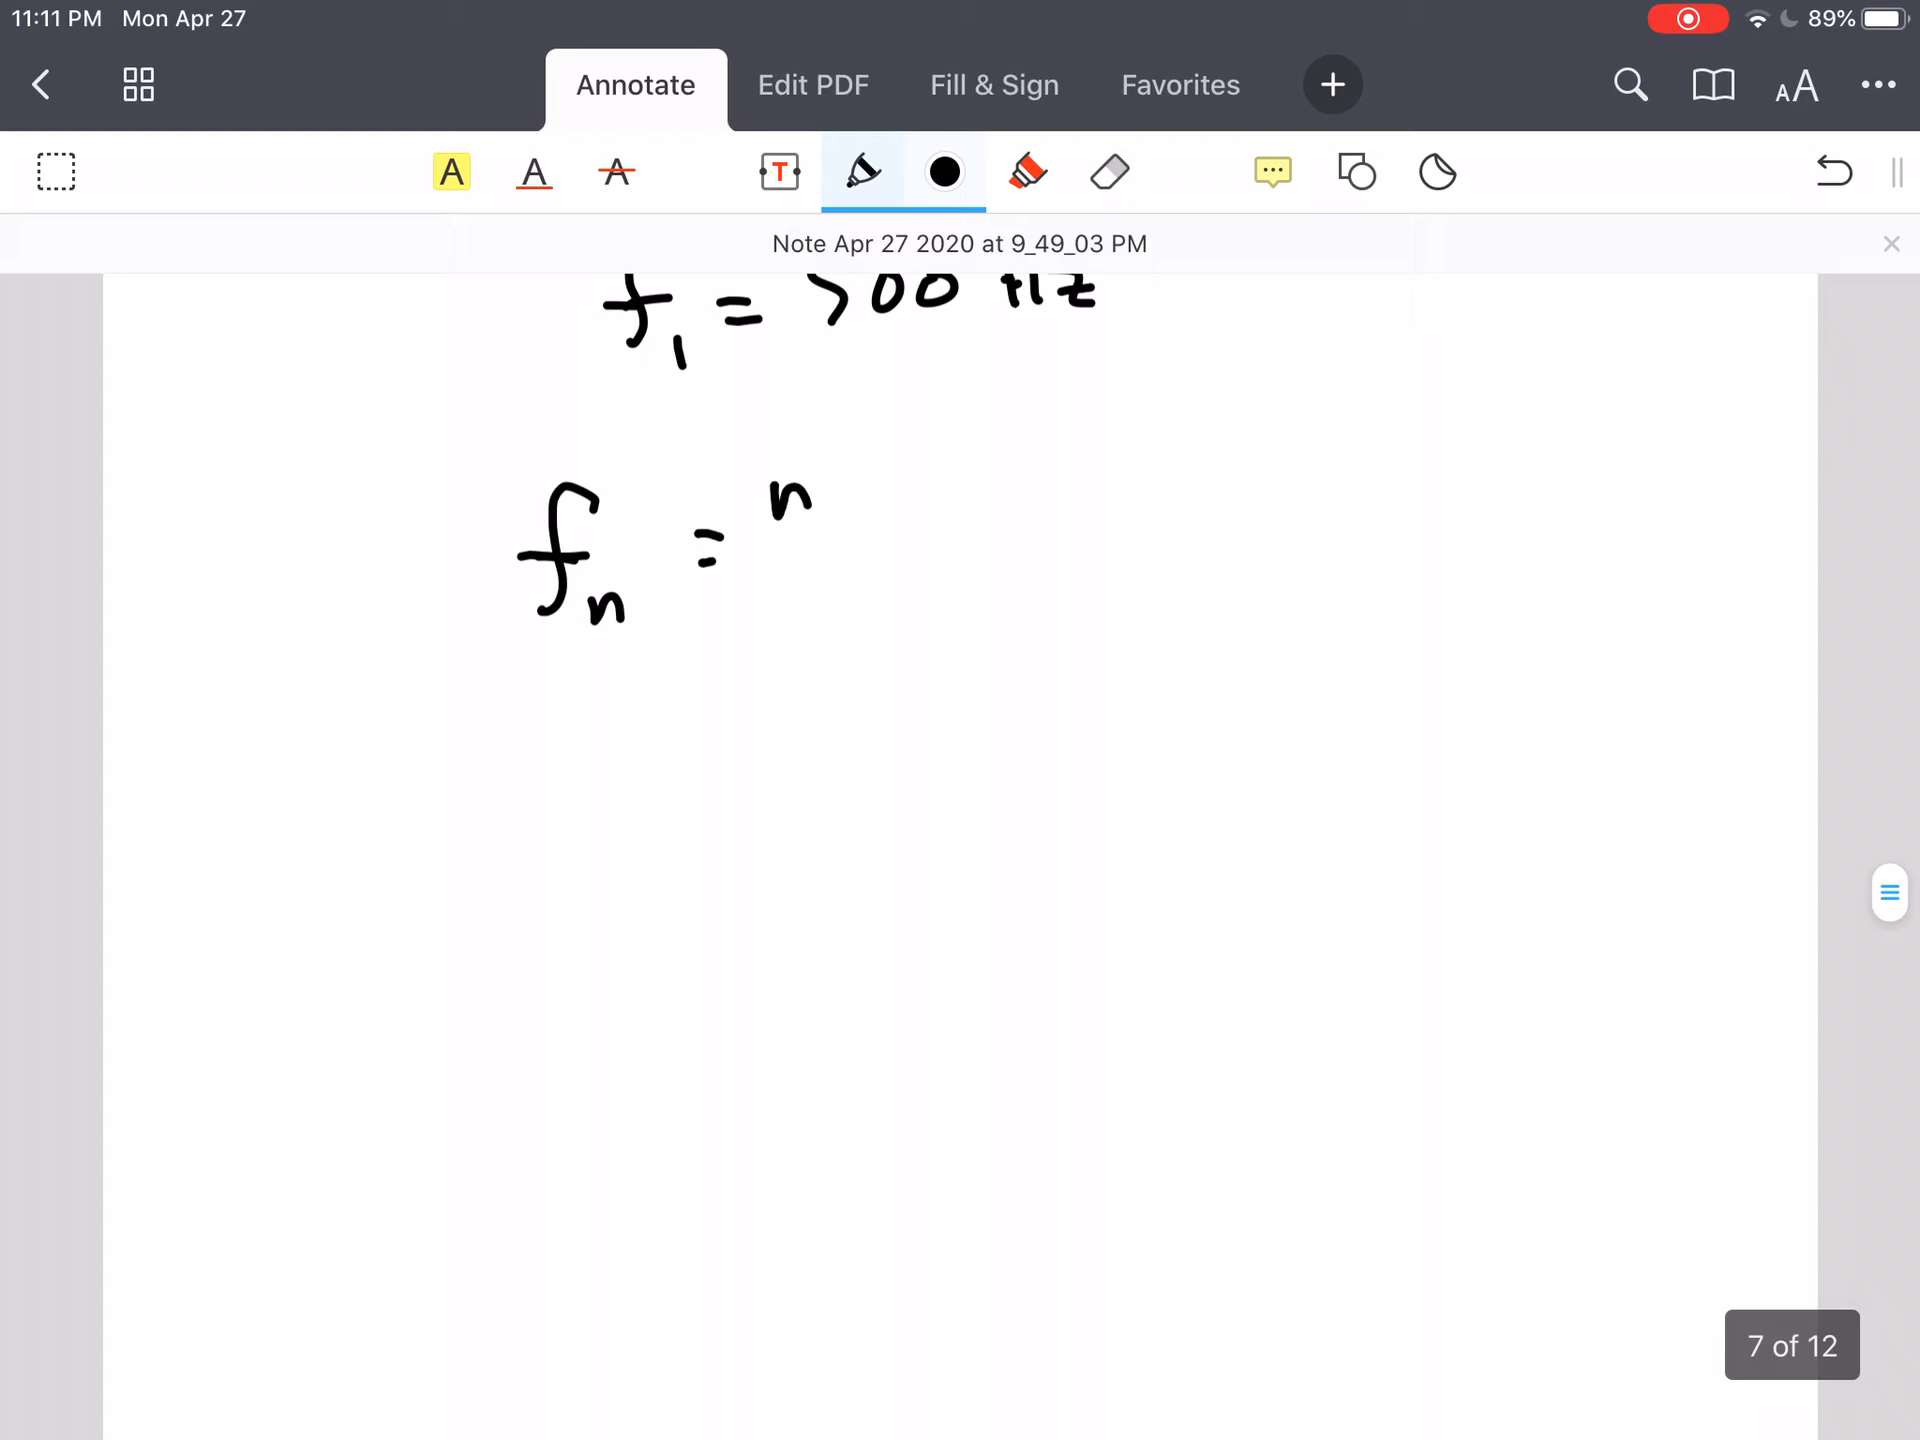 11:11 PM Mon Apr 27
89%
Annotate Edit PDF Fill & Sign Favorites
A A A T AA
Note Apr 27 2020 at 9_49_03 PM
f₁ = 500 Hz
fₙ = n
7 of 12